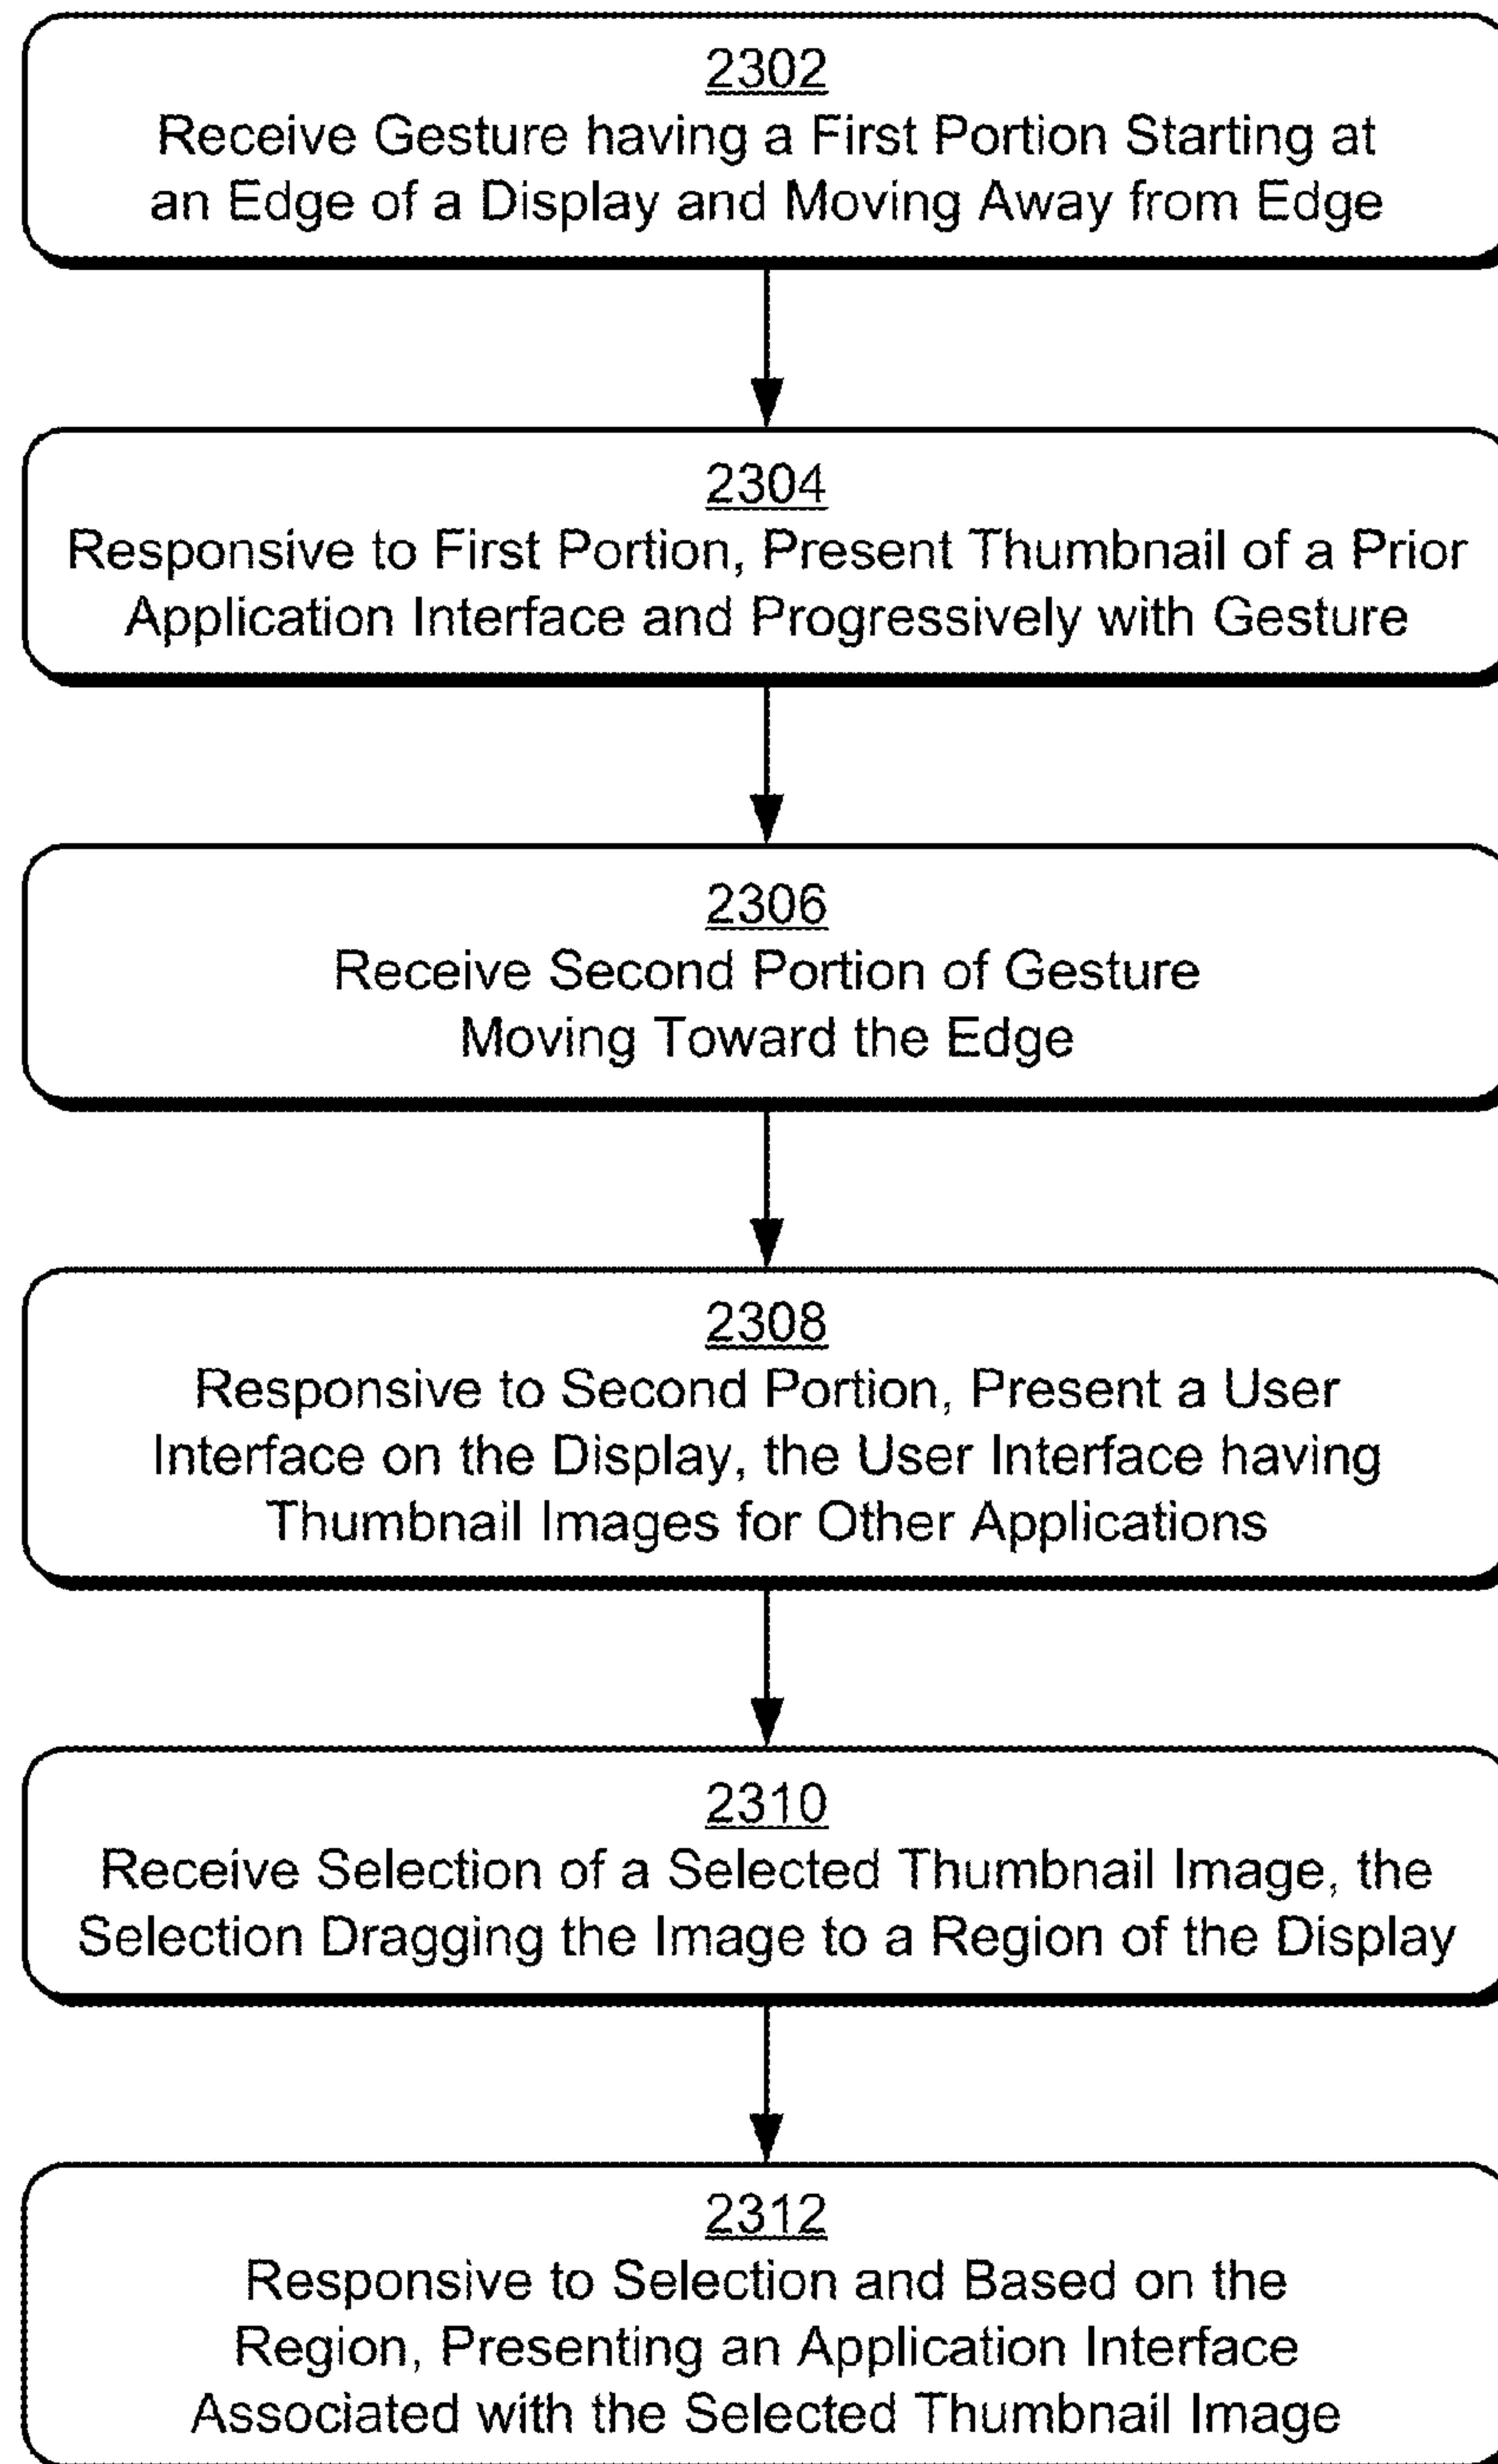 2302
Receive Gesture having a First Portion Starting at
an Edge of a Display and Moving Away from Edge
2304
Responsive to First Portion, Present Thumbnail of a Prior
Application Interface and Progressively with Gesture
2306
Receive Second Portion of Gesture
Moving Toward the Edge
2308
Responsive to Second Portion, Present a User
Interface on the Display, the User Interface having
Thumbnail Images for Other Applications
2310
Receive Selection of a Selected Thumbnail Image, the
Selection Dragging the Image to a Region of the Display
2312
Responsive to Selection and Based on the
Region, Presenting an Application Interface
Associated with the Selected Thumbnail Image